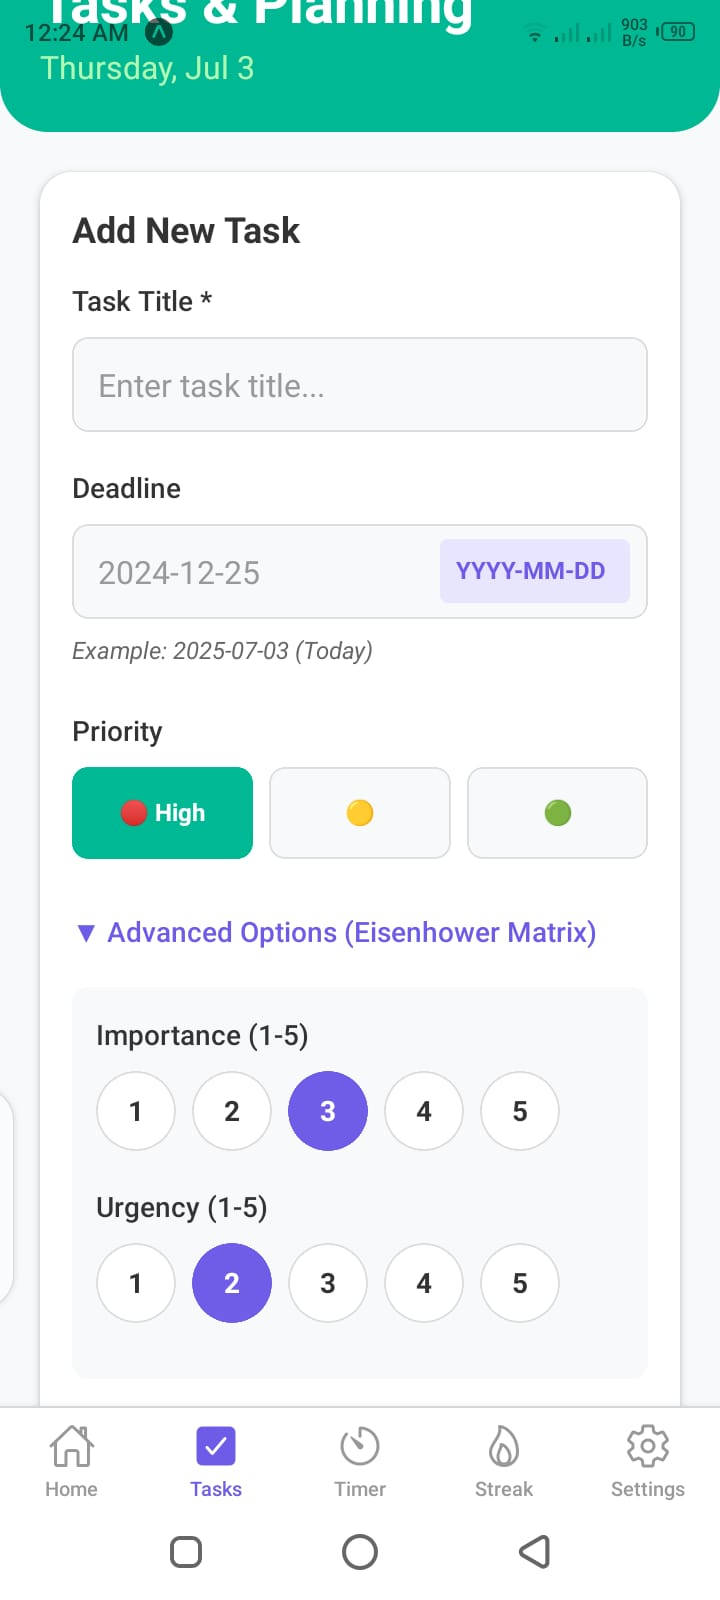 Tasks & Planning
12:24 AM 903 B/s 90
Thursday, Jul 3
Add New Task
Task Title *
Enter task title...
Deadline
2024-12-25 YYYY-MM-DD
Example: 2025-07-03 (Today)
Priority
High
▼ Advanced Options (Eisenhower Matrix)
Importance (1-5)
1 2 3 4 5
Urgency (1-5)
1 2 3 4 5
Home Tasks Timer Streak Settings